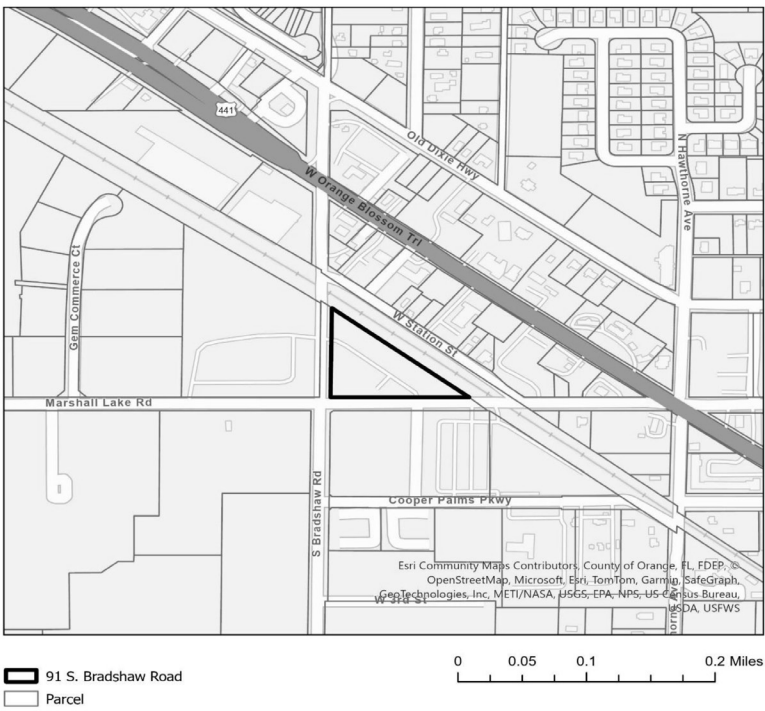 441
Old Dixie Hwy
N Hawthorne Ave
W Orange Blossom Trl
Gem Commerce Ct
W Station St
Marshall Lake Rd
S Bradshaw Rd
Cooper Palms Pkwy
Esri Community Maps Contributors, County of Orange, FL, FDEP, ©
OpenStreetMap, Microsoft, Esri, TomTom, Garmin, SafeGraph,
GeoTechnologies, Inc, METI/NASA, USGS, EPA, NPS, US Census Bureau,
USDA, USFWS
W 3rd St
91 S. Bradshaw Road
Parcel
0 0.05 0.1 0.2 Miles